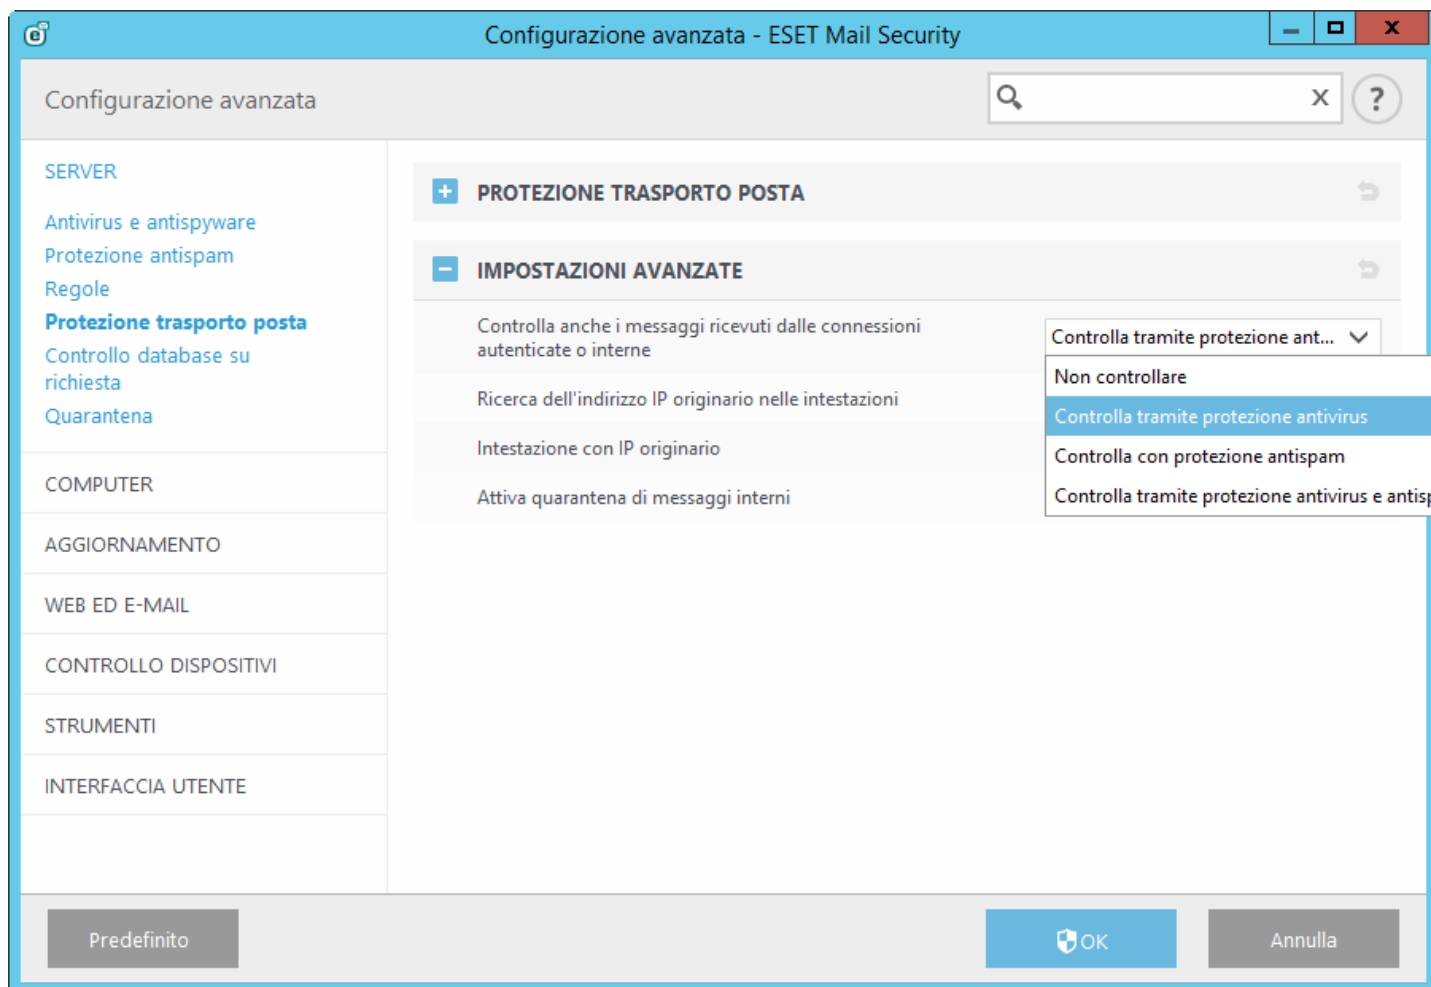 Configurazione avanzata - ESET Mail Security
Configurazione avanzata
SERVER
Antivirus e antispyware
Protezione antispam
Regole
Protezione trasporto posta
Controllo database su
richiesta
Quarantena
COMPUTER
AGGIORNAMENTO
WEB ED E-MAIL
CONTROLLO DISPOSITIVI
STRUMENTI
INTERFACCIA UTENTE
PROTEZIONE TRASPORTO POSTA
IMPOSTAZIONI AVANZATE
Controlla anche i messaggi ricevuti dalle connessioni
autenticate o interne
Controlla tramite protezione ant...
Non controllare
Controlla tramite protezione antivirus
Controlla con protezione antispam
Controlla tramite protezione antivirus e antisp
Ricerca dell'indirizzo IP originario nelle intestazioni
Intestazione con IP originario
Attiva quarantena di messaggi interni
Predefinito
OK
Annulla